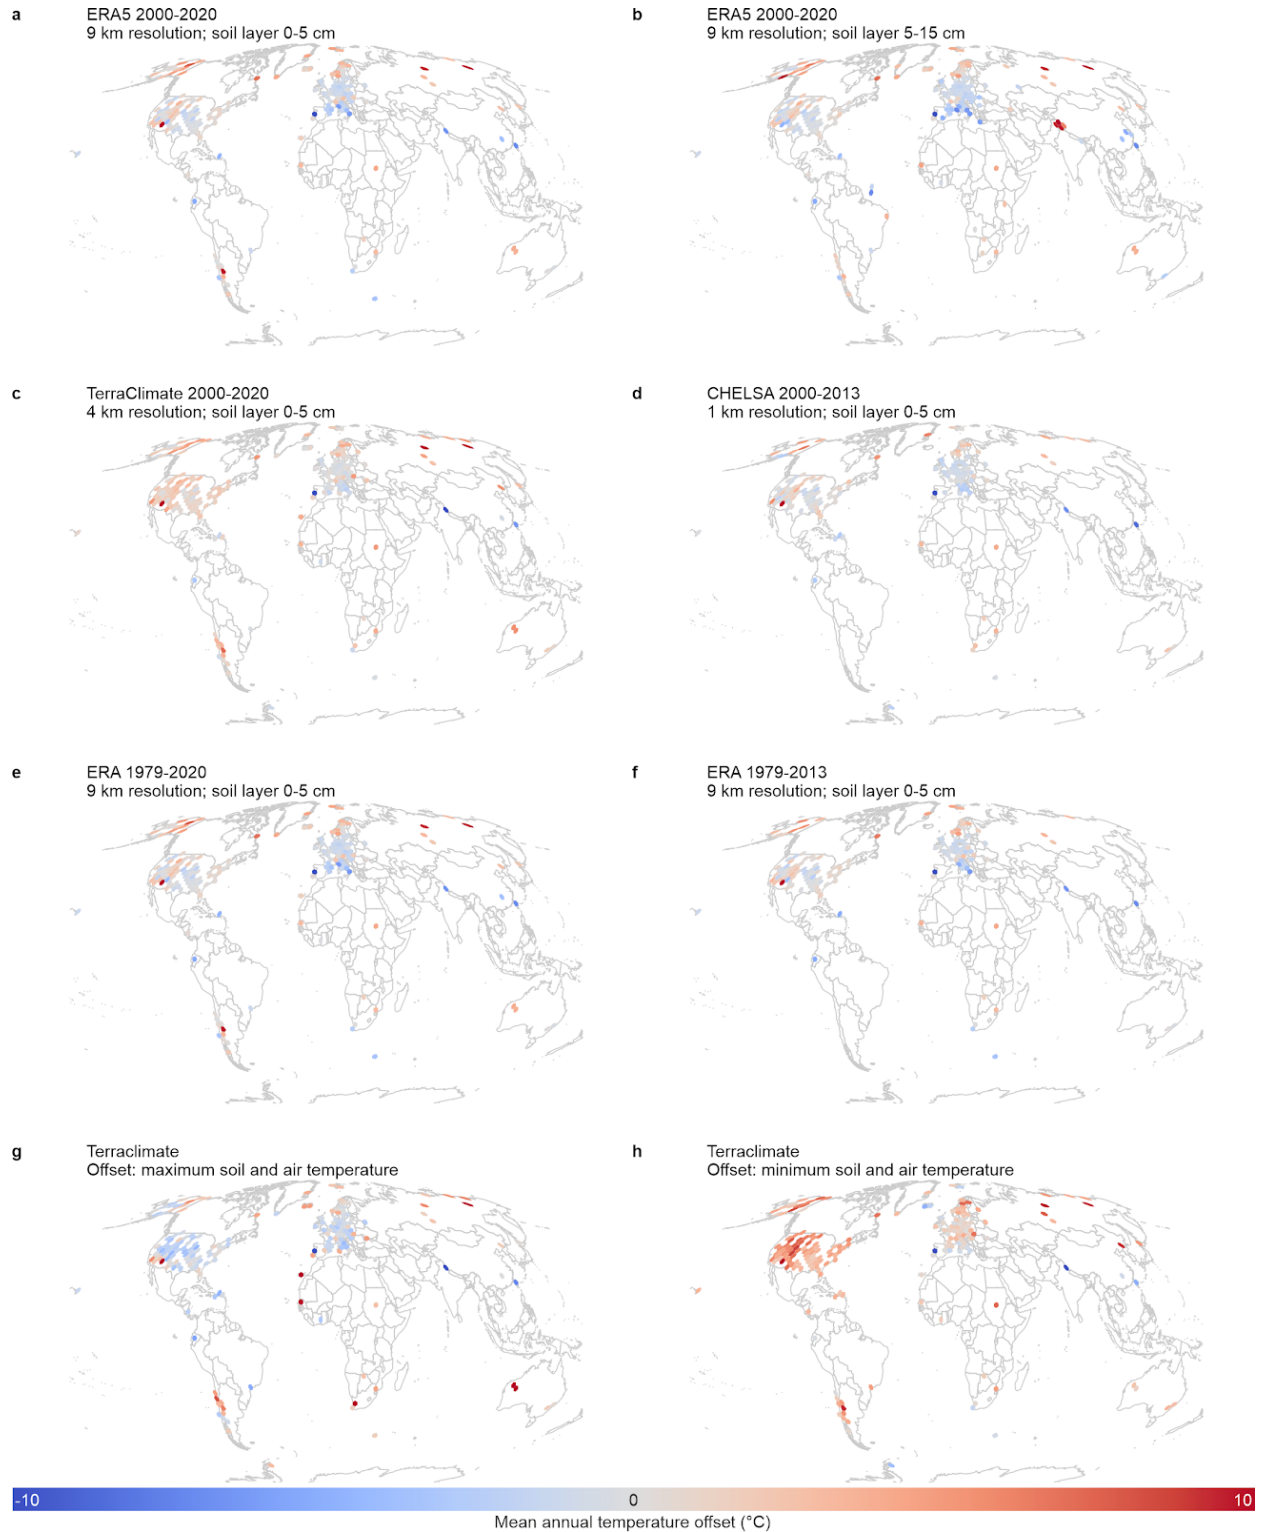 a
ERA5 2000-2020
9 km resolution; soil layer 0-5 cm
b
ERA5 2000-2020
9 km resolution; soil layer 5-15 cm
c
TerraClimate 2000-2020
4 km resolution; soil layer 0-5 cm
d
CHELSA 2000-2013
1 km resolution; soil layer 0-5 cm
e
ERA 1979-2020
9 km resolution; soil layer 0-5 cm
f
ERA 1979-2013
9 km resolution; soil layer 0-5 cm
g
Terraclimate
Offset: maximum soil and air temperature
h
Terraclimate
Offset: minimum soil and air temperature
-10 0 10
Mean annual temperature offset (°C)